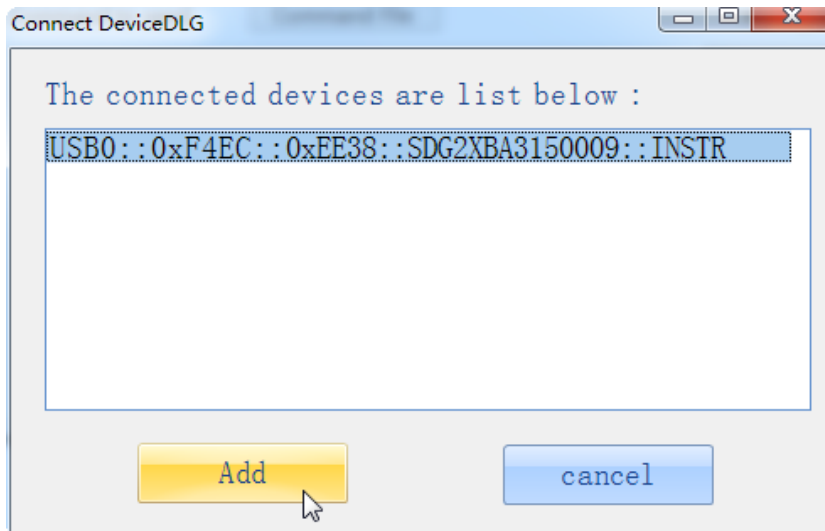 Connect DeviceDLG
The connected devices are list below :
USB0::0xF4EC::0xEE38::SDG2XBA3150009::INSTR
Add
cancel